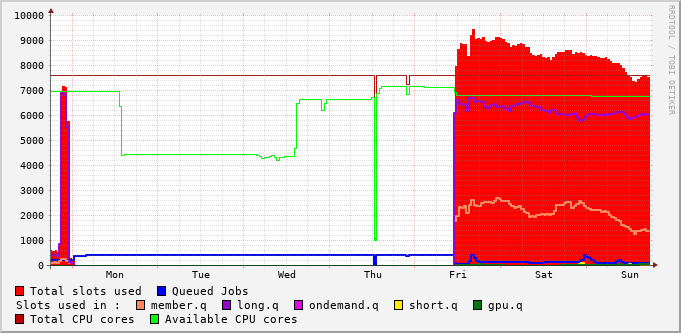 10000
9000
8000
7000
6000
5000
4000
3000
2000
1000
0
Mon Tue Wed Thu Fri Sat Sun
RRDTOOL / TOBI OETIKER
Total slots used Queued Jobs
Slots used in : member.q long.q ondemand.q short.q gpu.q
Total CPU cores Available CPU cores